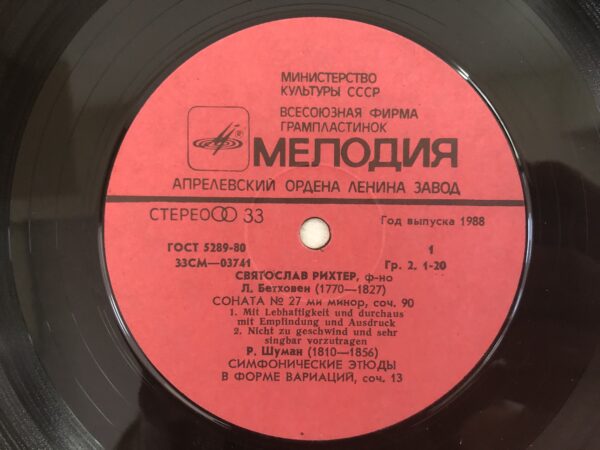 МИНИСТЕРСТВО
КУЛЬТУРЫ СССР
ВСЕСОЮЗНАЯ ФИРМА
ГРАМПЛАСТИНОК
® МЕЛОДИЯ
АПРЕЛЕВСКИЙ ОРДЕНА ЛЕНИНА ЗАВОД
СТЕРЕО 33
Год выпуска 1988
ГОСТ 5289-80
1
33СМ—03741
Гр. 2. 1-20
СВЯТОСЛАВ РИХТЕР, ф-но
Л. Бетховен (1770—1827)
СОНАТА № 27 ми минор, соч. 90
1. Mit Lebhaftigkeit und durchaus
mit Empfindung und Ausdruck
2. Nicht zu geschwind und sehr
singbar vorzutragen
Р. Шуман (1810—1856)
СИМФОНИЧЕСКИЕ ЭТЮДЫ
В ФОРМЕ ВАРИАЦИЙ, соч. 13